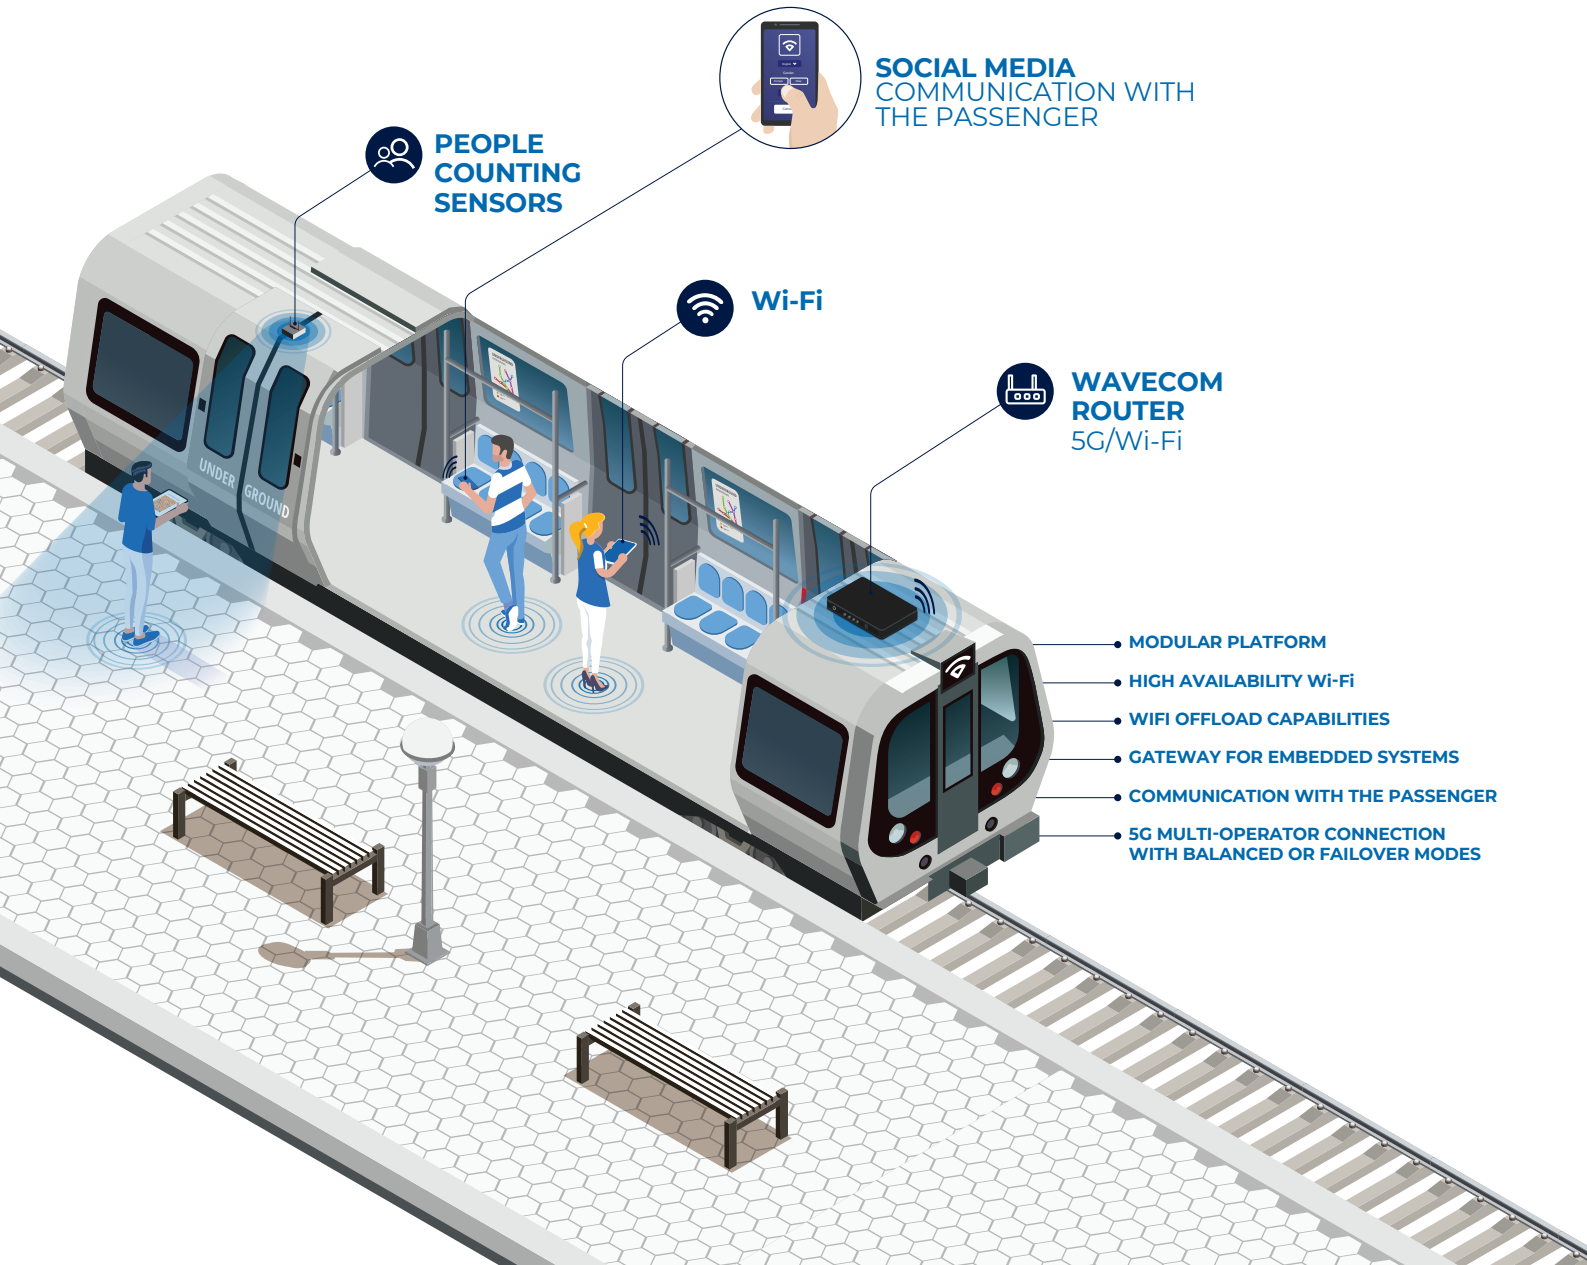 SOCIAL MEDIA
COMMUNICATION WITH
THE PASSENGER
PEOPLE
COUNTING
SENSORS
Wi-Fi
WAVECOM
ROUTER
5G/Wi-Fi
UNDER GROUND
MODULAR PLATFORM
HIGH AVAILABILITY Wi-Fi
WIFI OFFLOAD CAPABILITIES
GATEWAY FOR EMBEDDED SYSTEMS
COMMUNICATION WITH THE PASSENGER
5G MULTI-OPERATOR CONNECTION
WITH BALANCED OR FAILOVER MODES